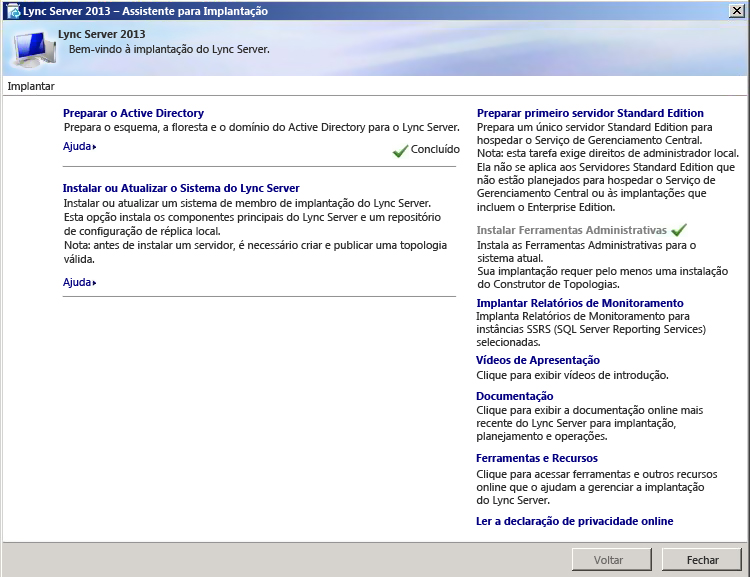 Lync Server 2013 – Assistente para Implantação
Lync Server 2013
Bem-vindo à implantação do Lync Server.
Implantar
Preparar o Active Directory
Prepara o esquema, a floresta e o domínio do Active Directory para o Lync Server.
Ajuda
Concluído
Instalar ou Atualizar o Sistema do Lync Server
Instalar ou atualizar um sistema de membro de implantação do Lync Server.
Esta opção instala os componentes principais do Lync Server e um repositório
de configuração de réplica local.
Nota: antes de instalar um servidor, é necessário criar e publicar uma topologia
válida.
Ajuda
Preparar primeiro servidor Standard Edition
Prepara um único servidor Standard Edition para
hospedar o Serviço de Gerenciamento Central.
Nota: esta tarefa exige direitos de administrador local.
Ela não se aplica aos Servidores Standard Edition que
não estão planejados para hospedar o Serviço de
Gerenciamento Central ou às implantações que
incluem o Enterprise Edition.
Instalar Ferramentas Administrativas
Instala as Ferramentas Administrativas para o
sistema atual.
Sua implantação requer pelo menos uma instalação
do Construtor de Topologias.
Implantar Relatórios de Monitoramento
Implanta Relatórios de Monitoramento para
instâncias SSRS (SQL Server Reporting Services)
selecionadas.
Vídeos de Apresentação
Clique para exibir vídeos de introdução.
Documentação
Clique para exibir a documentação online mais
recente do Lync Server para implantação,
planejamento e operações.
Ferramentas e Recursos
Clique para acessar ferramentas e outros recursos
online que o ajudam a gerenciar a implantação
do Lync Server.
Ler a declaração de privacidade online
Voltar
Fechar